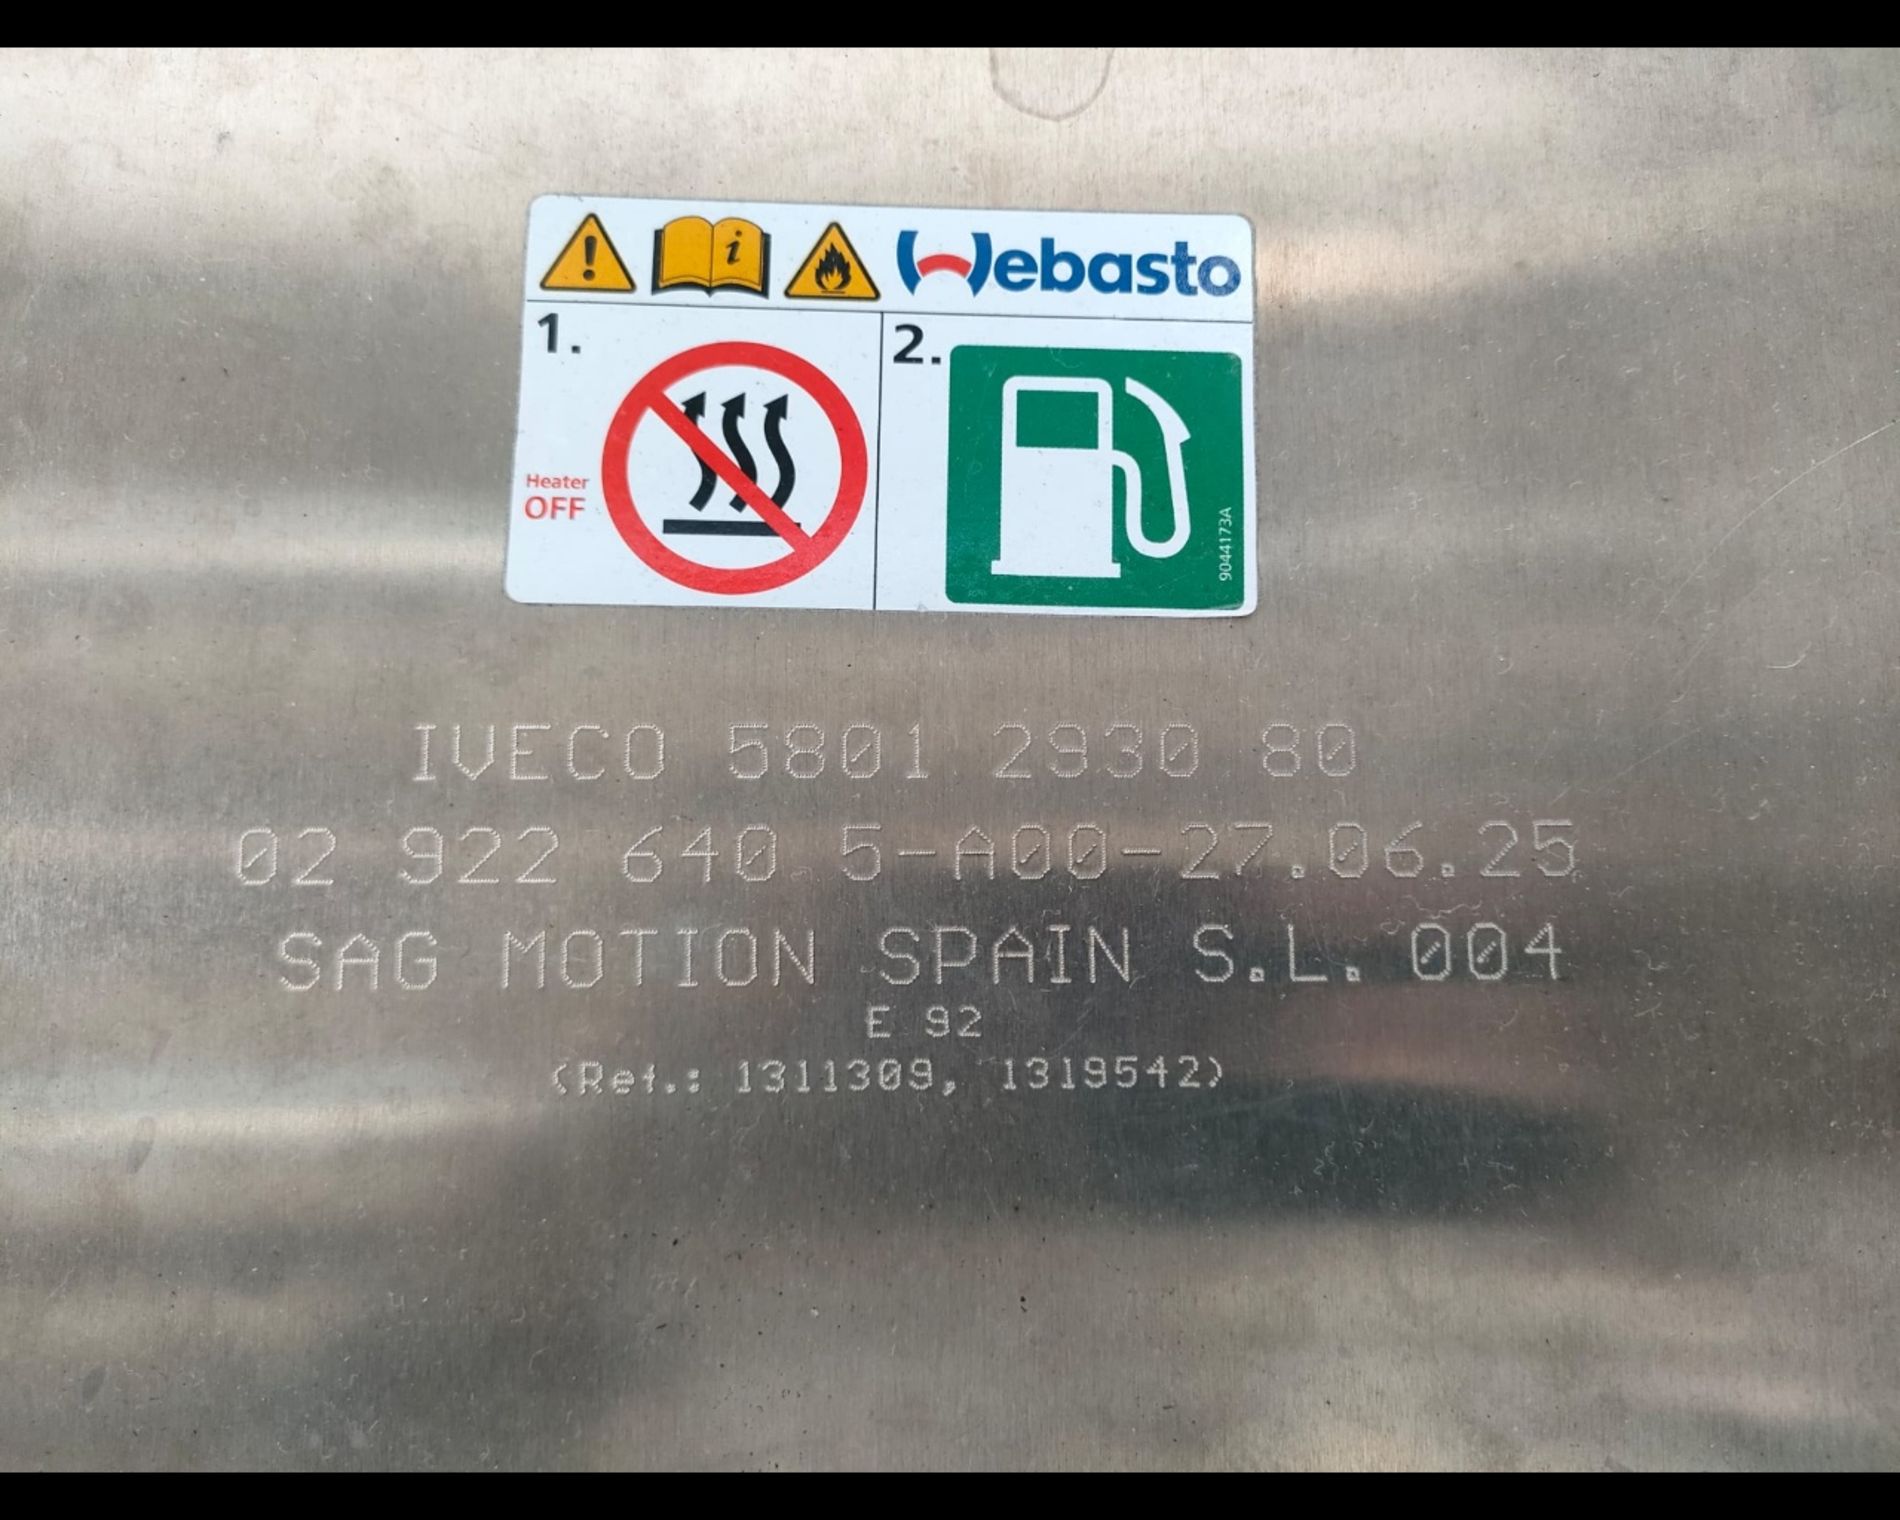 Webasto
1.
2.
Heater
OFF
9044173A
IVECO 5801 2930 80
02 922 640 5-A00-27.06.25
SAG MOTION SPAIN S.L. 004
E 92
(Ref.: 1311309, 1319542)